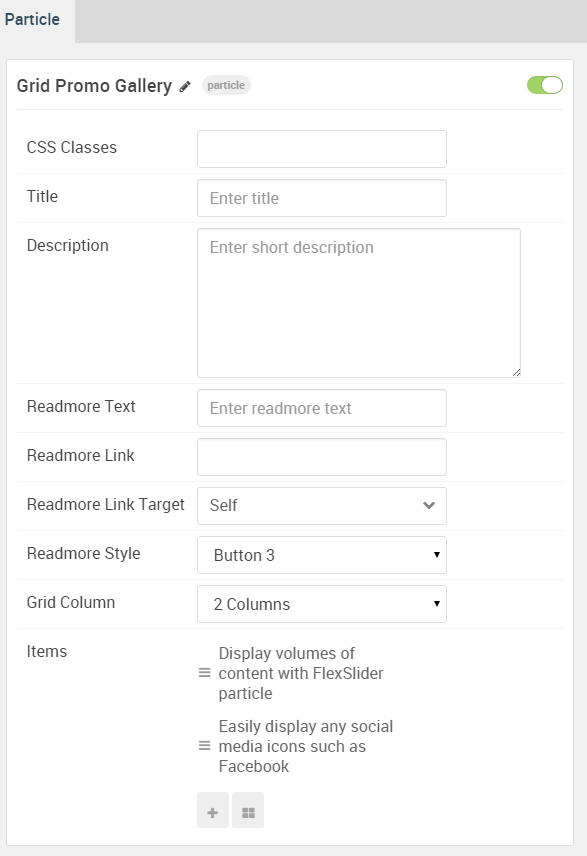 Particle
Grid Promo Gallery particle
CSS Classes
Title Enter title
Description Enter short description
Readmore Text Enter readmore text
Readmore Link
Readmore Link Target Self
Readmore Style Button 3
Grid Column 2 Columns
Items
Display volumes of
content with FlexSlider
particle
Easily display any social
media icons such as
Facebook